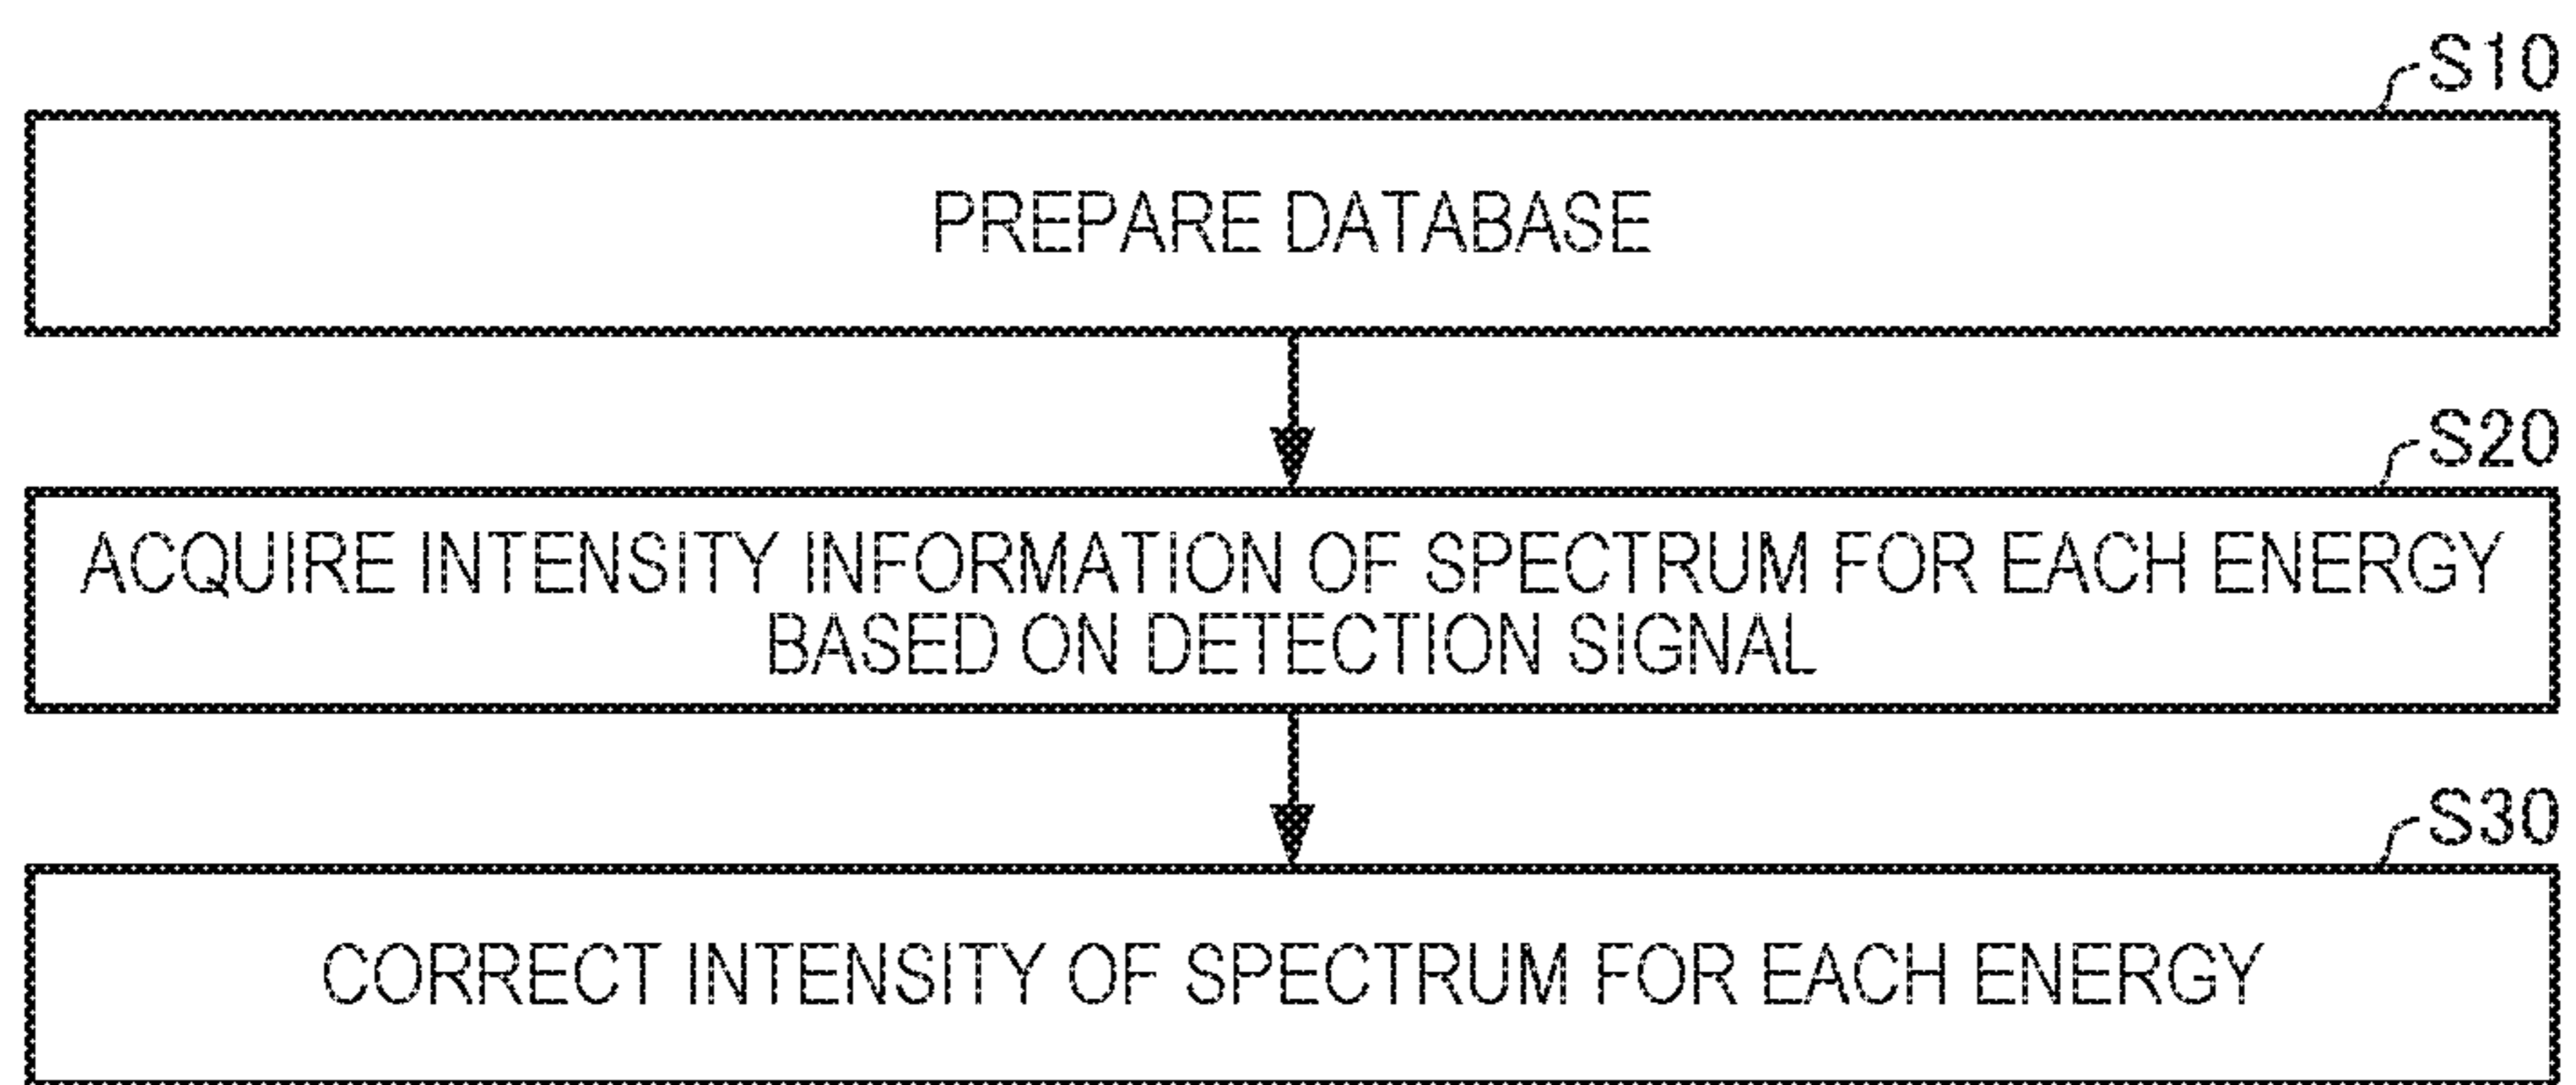 S10
PREPARE DATABASE
S20
ACQUIRE INTENSITY INFORMATION OF SPECTRUM FOR EACH ENERGY
BASED ON DETECTION SIGNAL
S30
CORRECT INTENSITY OF SPECTRUM FOR EACH ENERGY